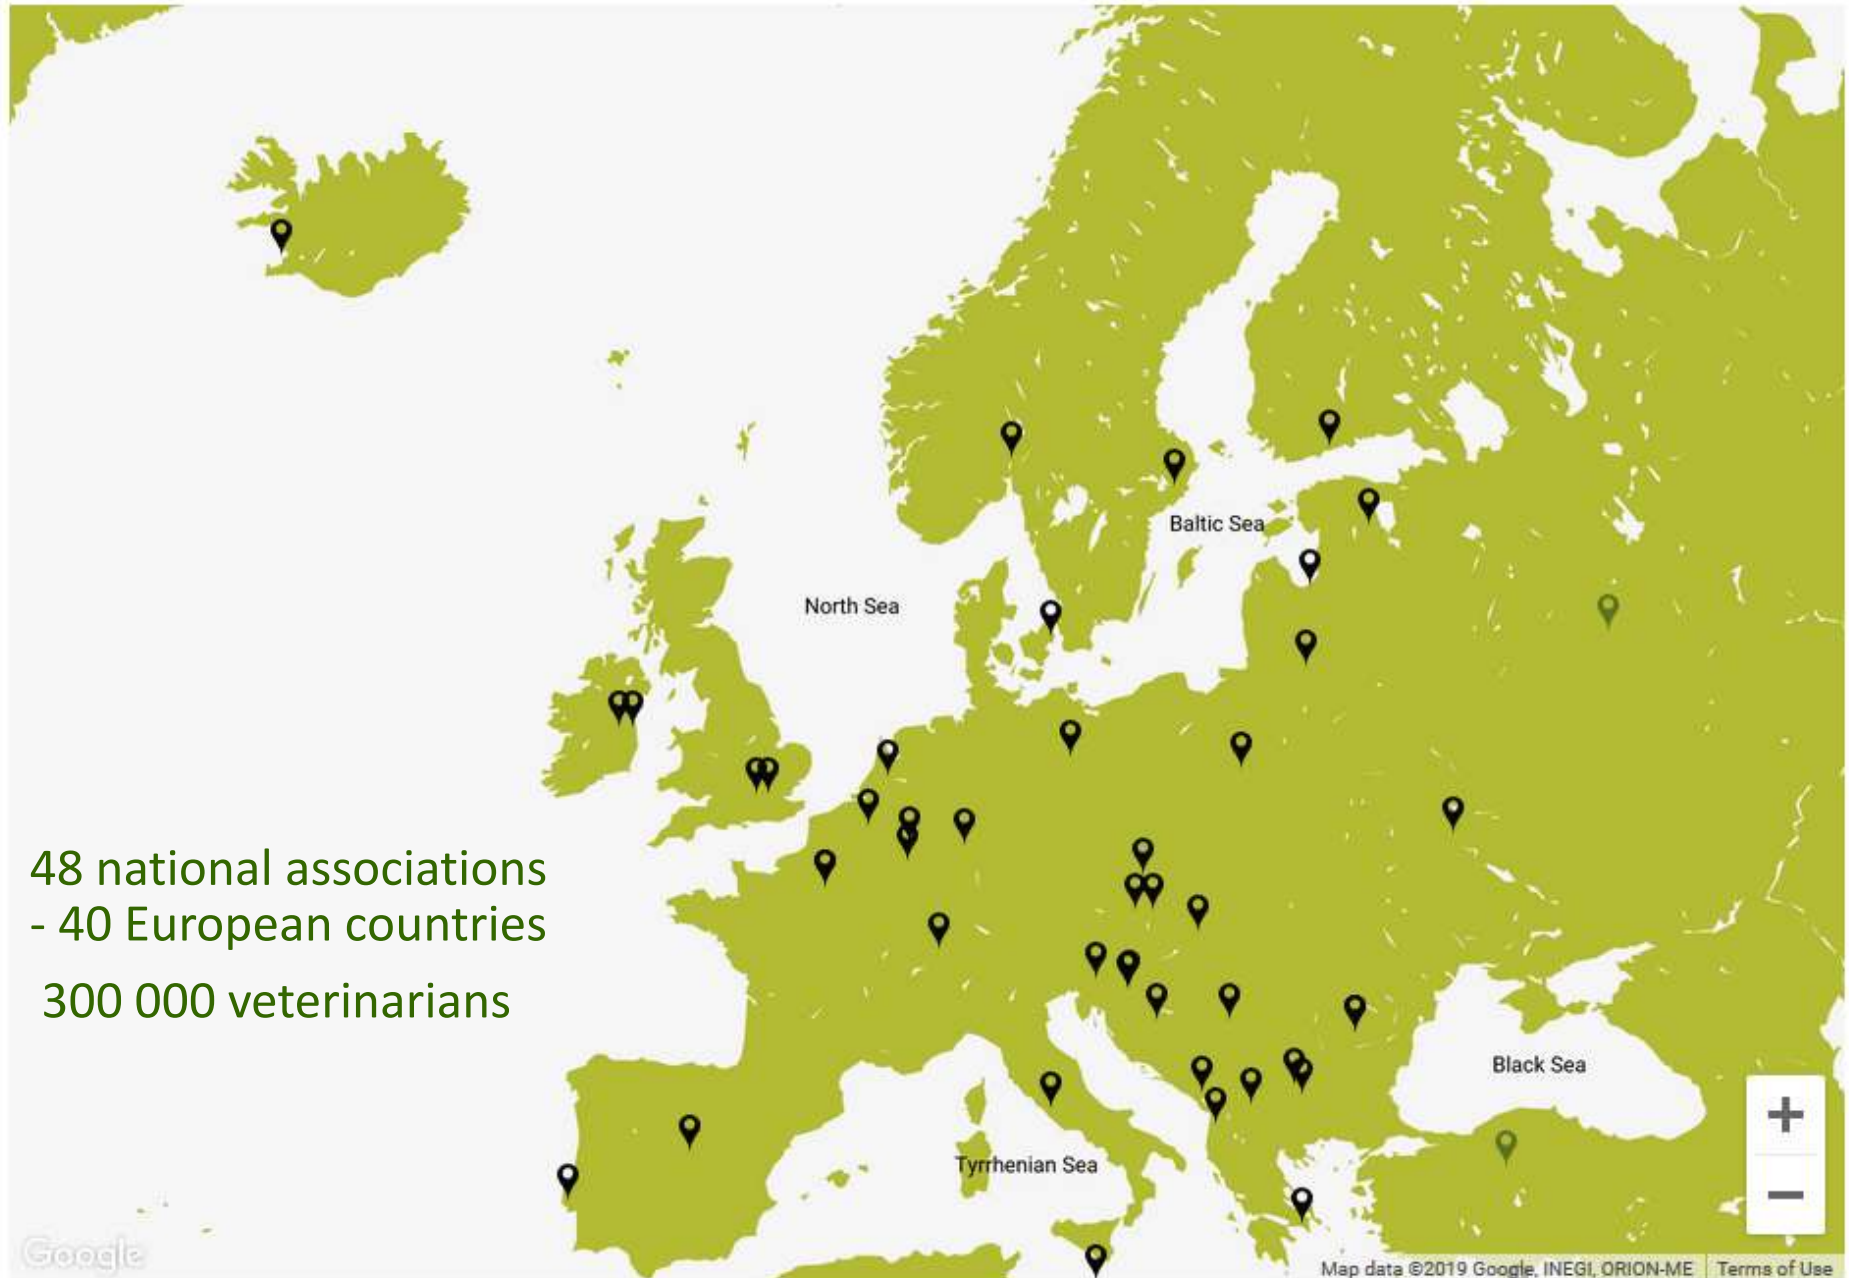 Baltic Sea
North Sea
48 national associations
- 40 European countries
300 000 veterinarians
Black Sea
Tyrrhenian Sea
+
−
Google
Map data ©2019 Google, INEGI, ORION-ME Terms of Use